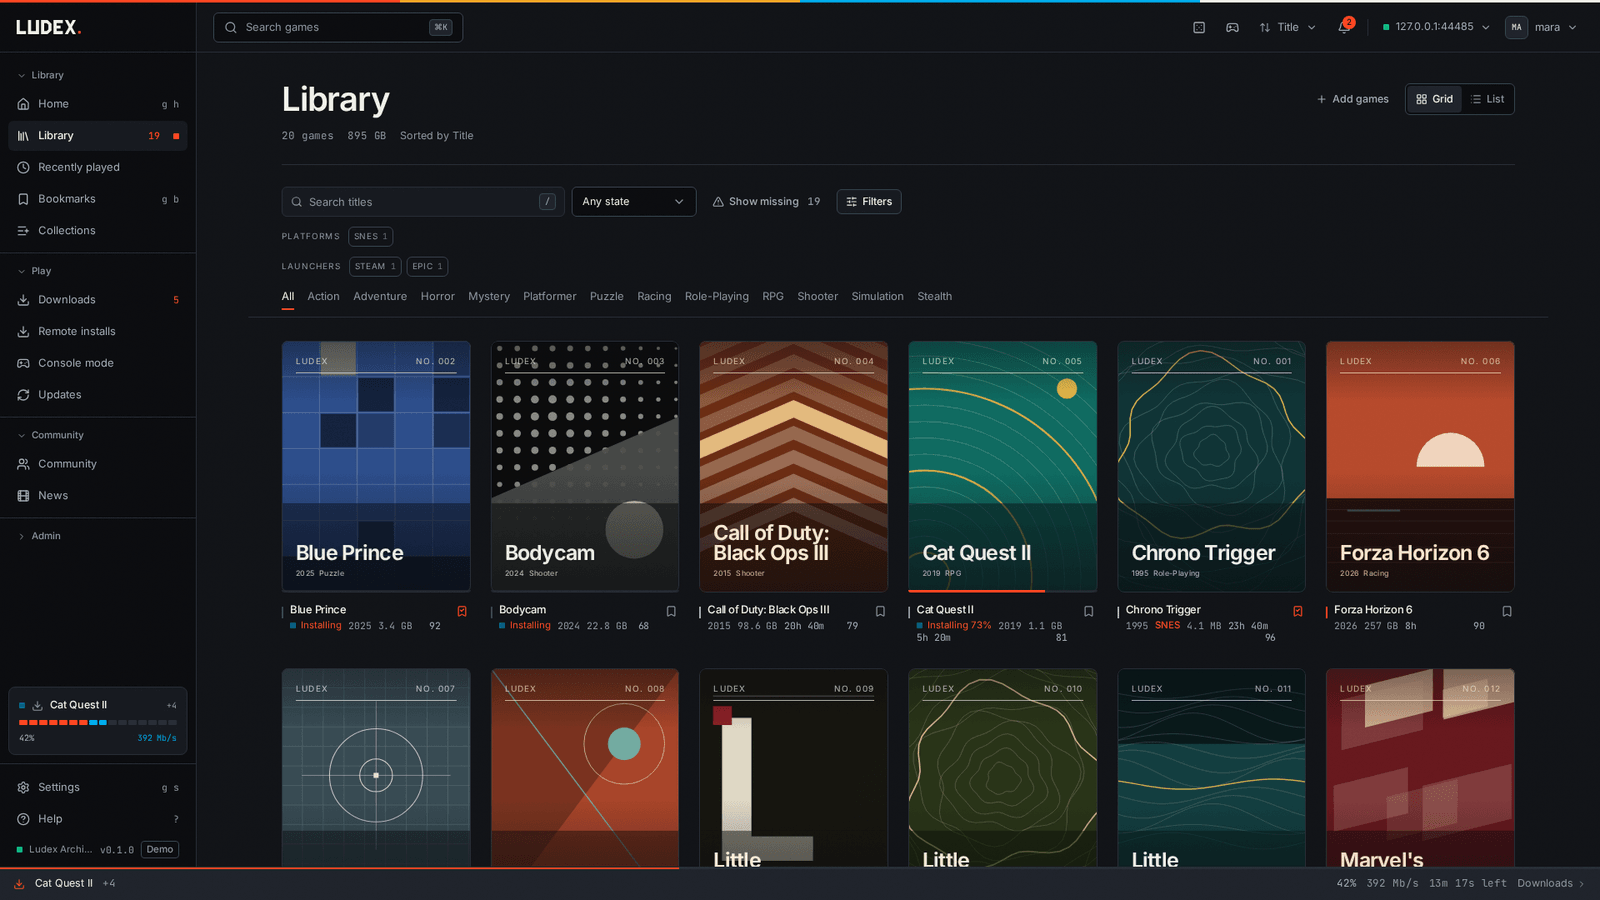 LUDEX.
Search games
⌘K
Title
2
127.0.0.1:44485
MA
mara
Library
Home
g h
Library
19
Recently played
Bookmarks
g b
Collections
Play
Downloads
5
Remote installs
Console mode
Updates
Community
Community
News
Admin
Cat Quest II
+4
42%
392 Mb/s
Settings
g s
Help
?
Ludex Archi...
v0.1.0
Demo
Library
20 games 895 GB Sorted by Title
Add games
Grid
List
Search titles
/
Any state
Show missing 19
Filters
PLATFORMS
SNES 1
LAUNCHERS
STEAM 1
EPIC 1
All Action Adventure Horror Mystery Platformer Puzzle Racing Role-Playing RPG Shooter Simulation Stealth
LUDEX NO. 002
Blue Prince
2025 Puzzle
Blue Prince
Installing 2025 3.4 GB 92
LUDEX NO. 003
Bodycam
2024 Shooter
Bodycam
Installing 2024 22.8 GB 68
LUDEX NO. 004
Call of Duty:
Black Ops III
2015 Shooter
Call of Duty: Black Ops III
2015 98.6 GB 20h 40m 79
LUDEX NO. 005
Cat Quest II
2019 RPG
Cat Quest II
Installing 73% 2019 1.1 GB
5h 20m 81
LUDEX NO. 001
Chrono Trigger
1995 Role-Playing
Chrono Trigger
1995 SNES 4.1 MB 23h 40m
96
LUDEX NO. 006
Forza Horizon 6
2026 Racing
Forza Horizon 6
2026 257 GB 8h 90
LUDEX NO. 007
LUDEX NO. 008
LUDEX NO. 009
Little
LUDEX NO. 010
Little
LUDEX NO. 011
Little
LUDEX NO. 012
Marvel's
Cat Quest II +4
42% 392 Mb/s 13m 17s left Downloads